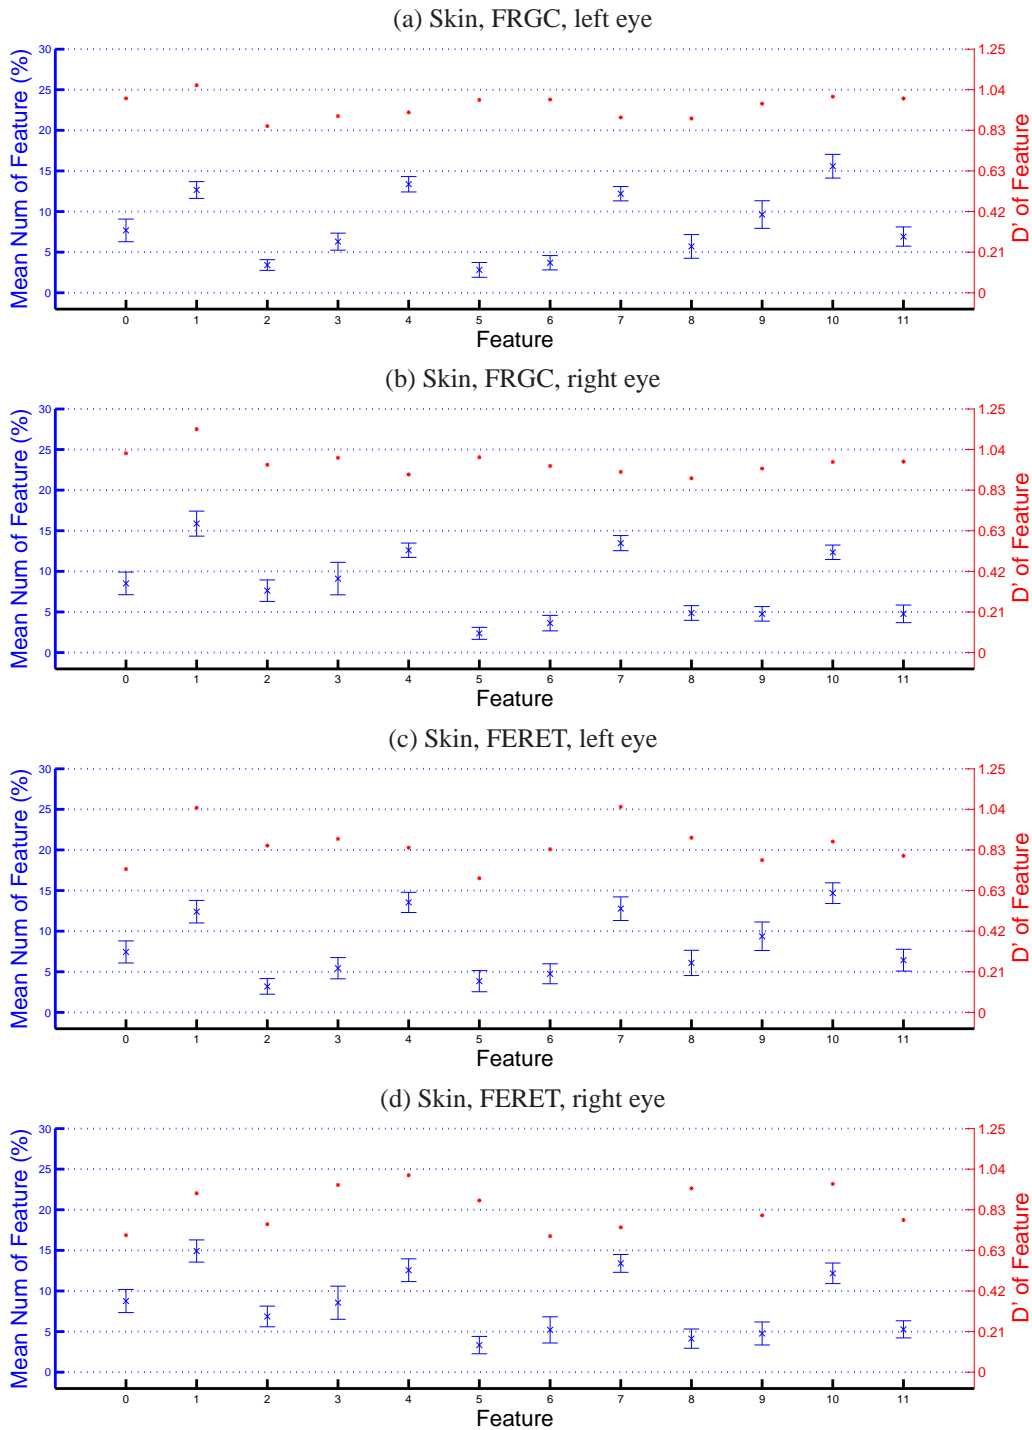 (a) Skin, FRGC, left eye
Mean Num of Feature (%)
30
25
20
15
10
5
0
1.25
1.04
0.83
0.63
0.42
0.21
0
D' of Feature
0 1 2 3 4 5 6 7 8 9 10 11
Feature
(b) Skin, FRGC, right eye
Mean Num of Feature (%)
30
25
20
15
10
5
0
1.25
1.04
0.83
0.63
0.42
0.21
0
D' of Feature
0 1 2 3 4 5 6 7 8 9 10 11
Feature
(c) Skin, FERET, left eye
Mean Num of Feature (%)
30
25
20
15
10
5
0
1.25
1.04
0.83
0.63
0.42
0.21
0
D' of Feature
0 1 2 3 4 5 6 7 8 9 10 11
Feature
(d) Skin, FERET, right eye
Mean Num of Feature (%)
30
25
20
15
10
5
0
1.25
1.04
0.83
0.63
0.42
0.21
0
D' of Feature
0 1 2 3 4 5 6 7 8 9 10 11
Feature